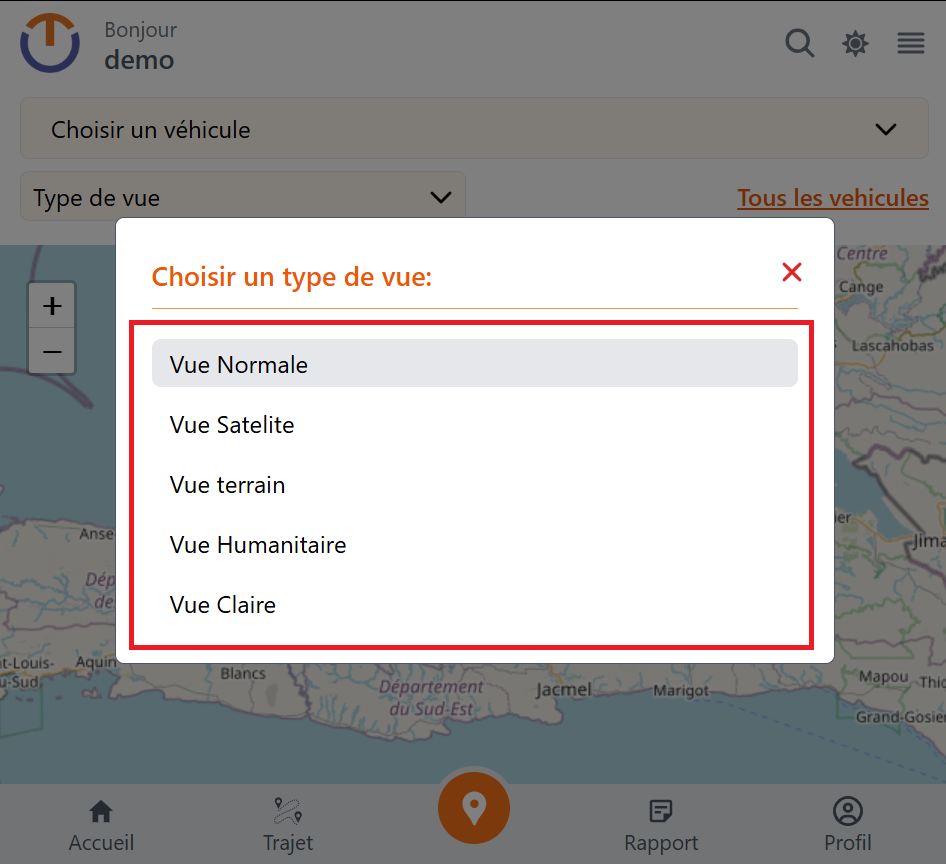 Bonjour
demo
Choisir un véhicule
Type de vue
Tous les vehicules
Choisir un type de vue:
Centre
Cange
Lascahobas
+
−
Vue Normale
Vue Satelite
Vue terrain
Vue Humanitaire
Vue Claire
Anse
Dép
de
ier
Jima
t-Louis-
u-Sud
Aquin
Blancs
Département
du Sud-Est
Jacmel
Marigot
Mapou
Thio
Grand-Gosier
Accueil
Trajet
Rapport
Profil